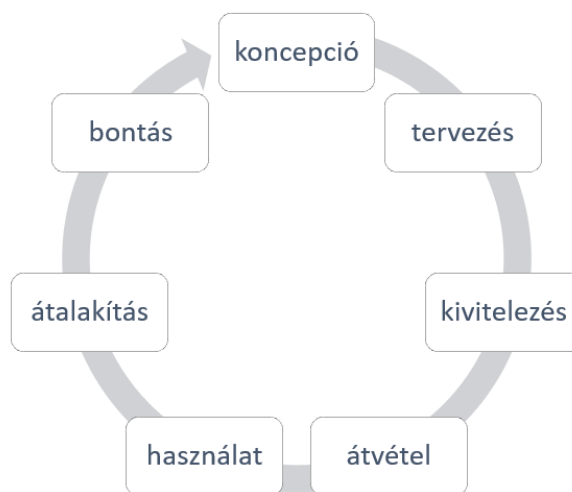 koncepció
tervezés
kivitelezés
átvétel
használat
átalakítás
bontás